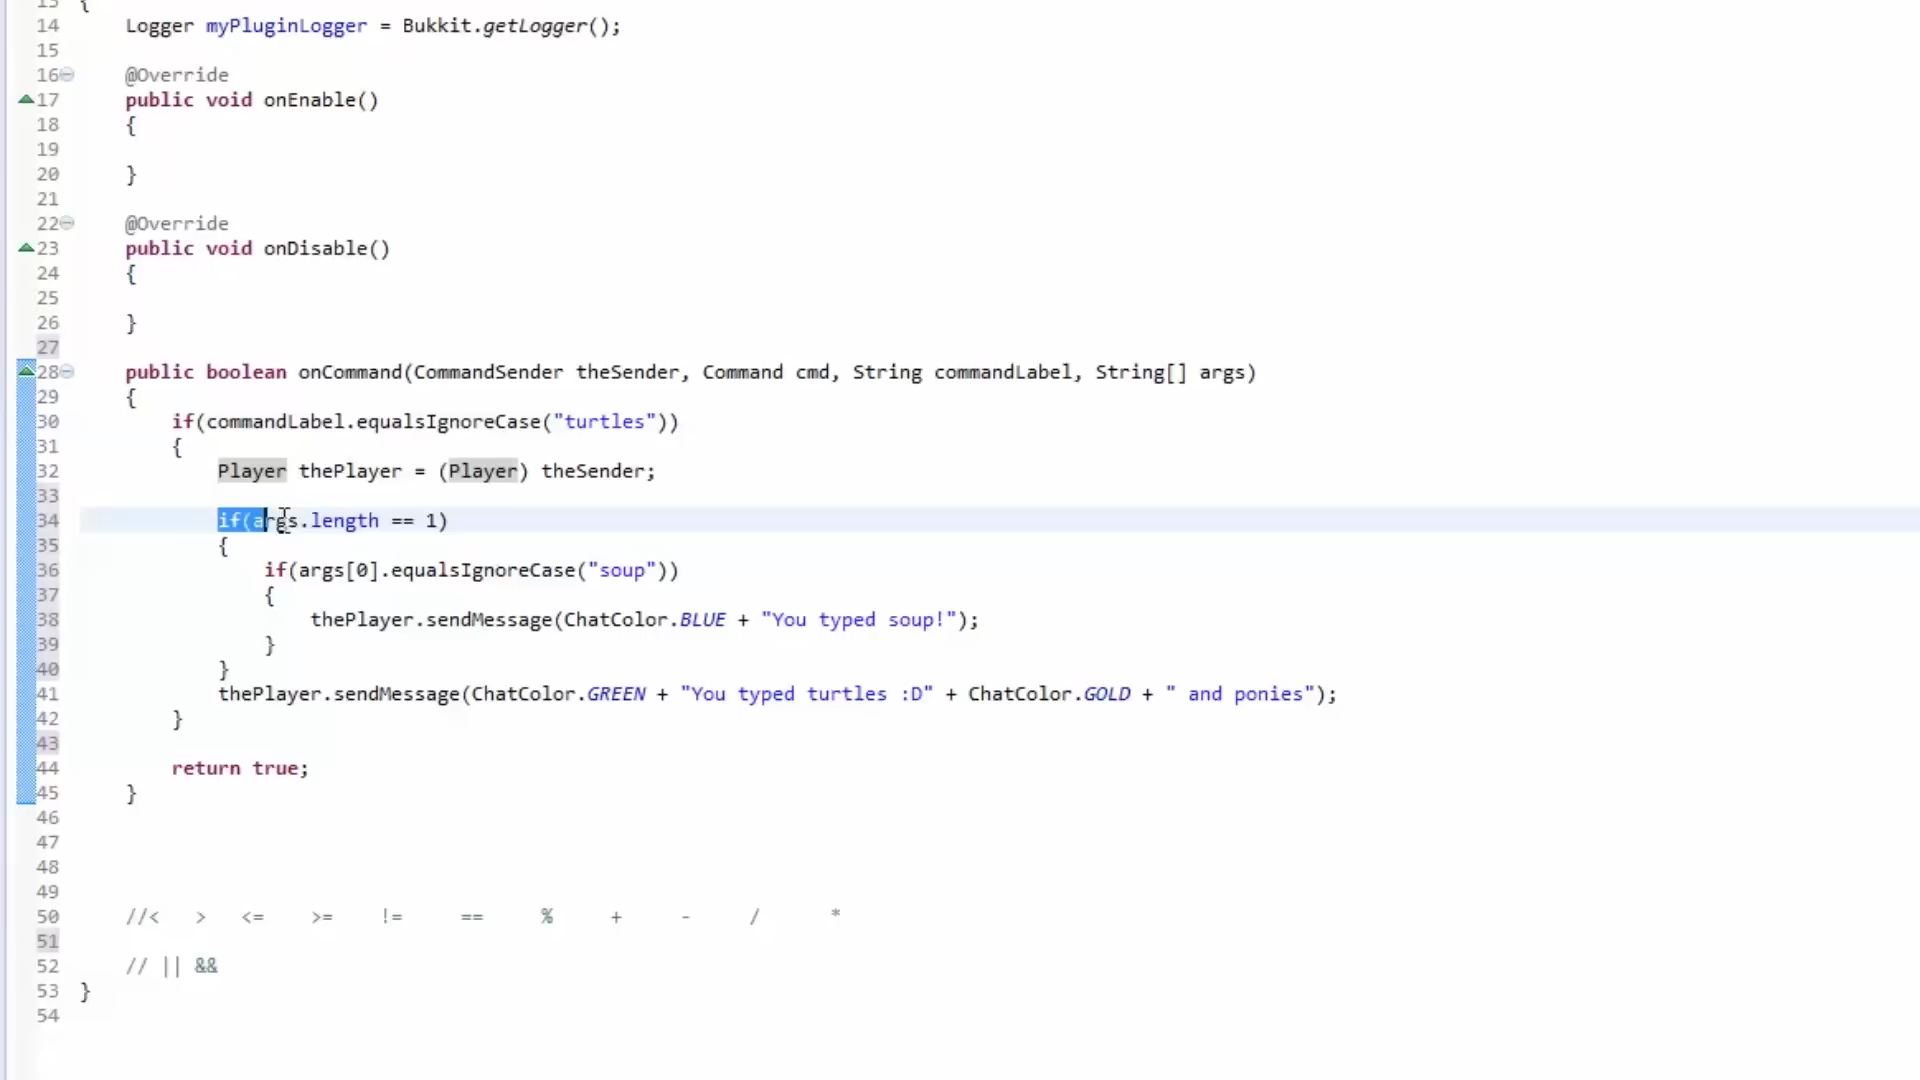 13 {
14 Logger myPluginLogger = Bukkit.getLogger();
15
16 @Override
17 public void onEnable()
18 {
19
20 }
21
22 @Override
23 public void onDisable()
24 {
25
26 }
27
28 public boolean onCommand(CommandSender theSender, Command cmd, String commandLabel, String[] args)
29 {
30 if(commandLabel.equalsIgnoreCase("turtles"))
31 {
32 Player thePlayer = (Player) theSender;
33
34 if(args.length == 1)
35 {
36 if(args[0].equalsIgnoreCase("soup"))
37 {
38 thePlayer.sendMessage(ChatColor.BLUE + "You typed soup!");
39 }
40 }
41 thePlayer.sendMessage(ChatColor.GREEN + "You typed turtles :D" + ChatColor.GOLD + " and ponies");
42 }
43
44 return true;
45 }
46
47
48
49
50 //< > <= >= != == % + - / *
51
52 // || &&
53 }
54